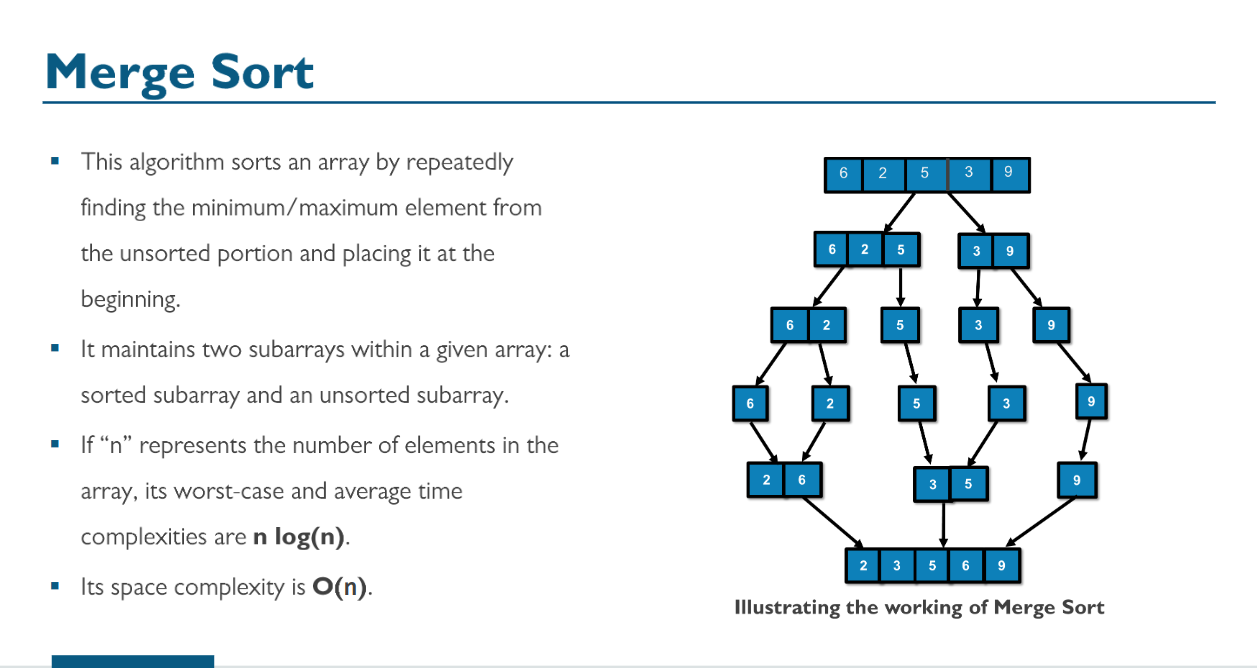 Merge Sort
▪ This algorithm sorts an array by repeatedly
finding the minimum/maximum element from
the unsorted portion and placing it at the
beginning.
▪ It maintains two subarrays within a given array: a
sorted subarray and an unsorted subarray.
▪ If “n” represents the number of elements in the
array, its worst-case and average time
complexities are n log(n).
▪ Its space complexity is O(n).
6 2 5 3 9
6 2 5 3 9
6 2 5 3 9
6 2 5 3 9
2 6 3 5 9
2 3 5 6 9
Illustrating the working of Merge Sort